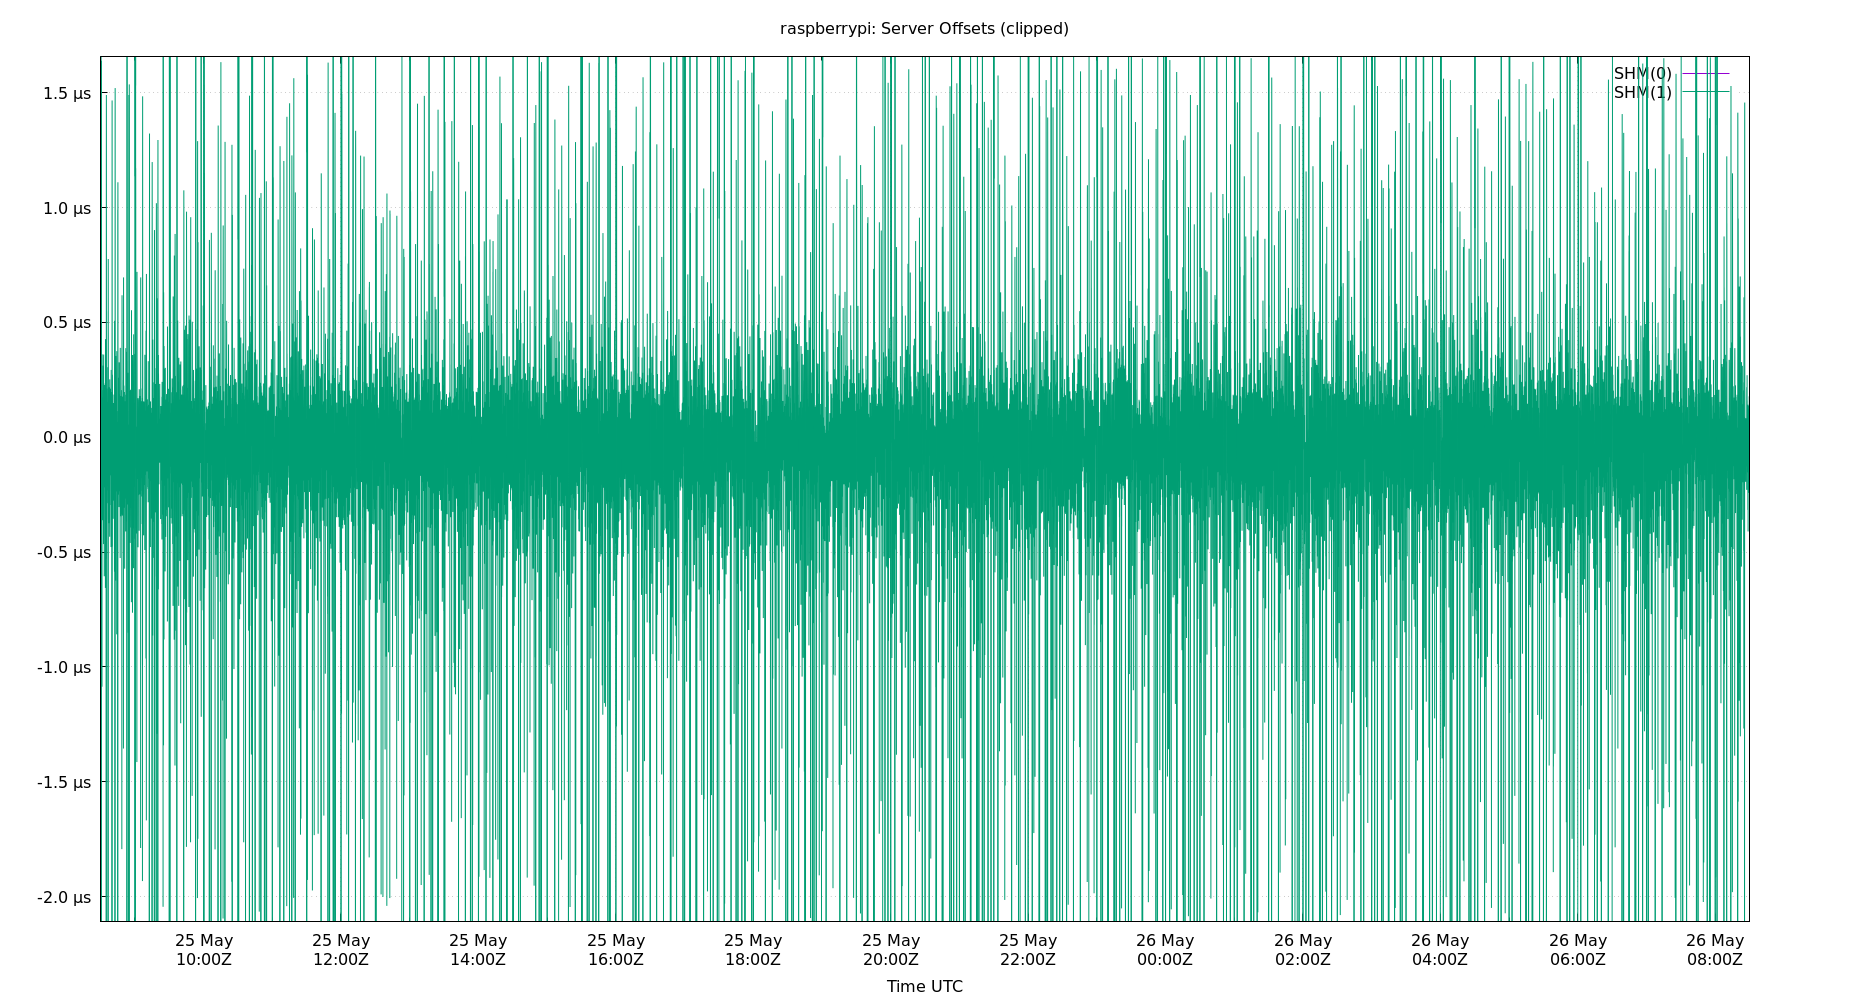 raspberrypi: Server Offsets (clipped)
SHM(0)
SHM(1)
1.5 μs
1.0 μs
0.5 μs
0.0 μs
-0.5 μs
-1.0 μs
-1.5 μs
-2.0 μs
25 May 25 May 25 May 25 May 25 May 25 May 25 May 26 May 26 May 26 May 26 May 26 May
10:00Z 12:00Z 14:00Z 16:00Z 18:00Z 20:00Z 22:00Z 00:00Z 02:00Z 04:00Z 06:00Z 08:00Z
Time UTC